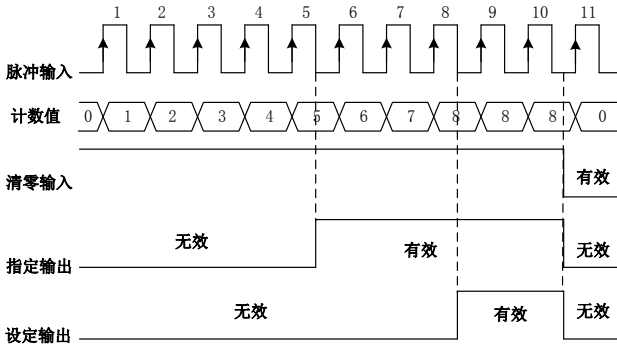 1 2 3 4 5 6 7 8 9 10 11
脉冲输入
计数值 0 1 2 3 4 5 6 7 8 8 8 0
清零输入 有效
指定输出 无效 有效 无效
设定输出 无效 有效 无效